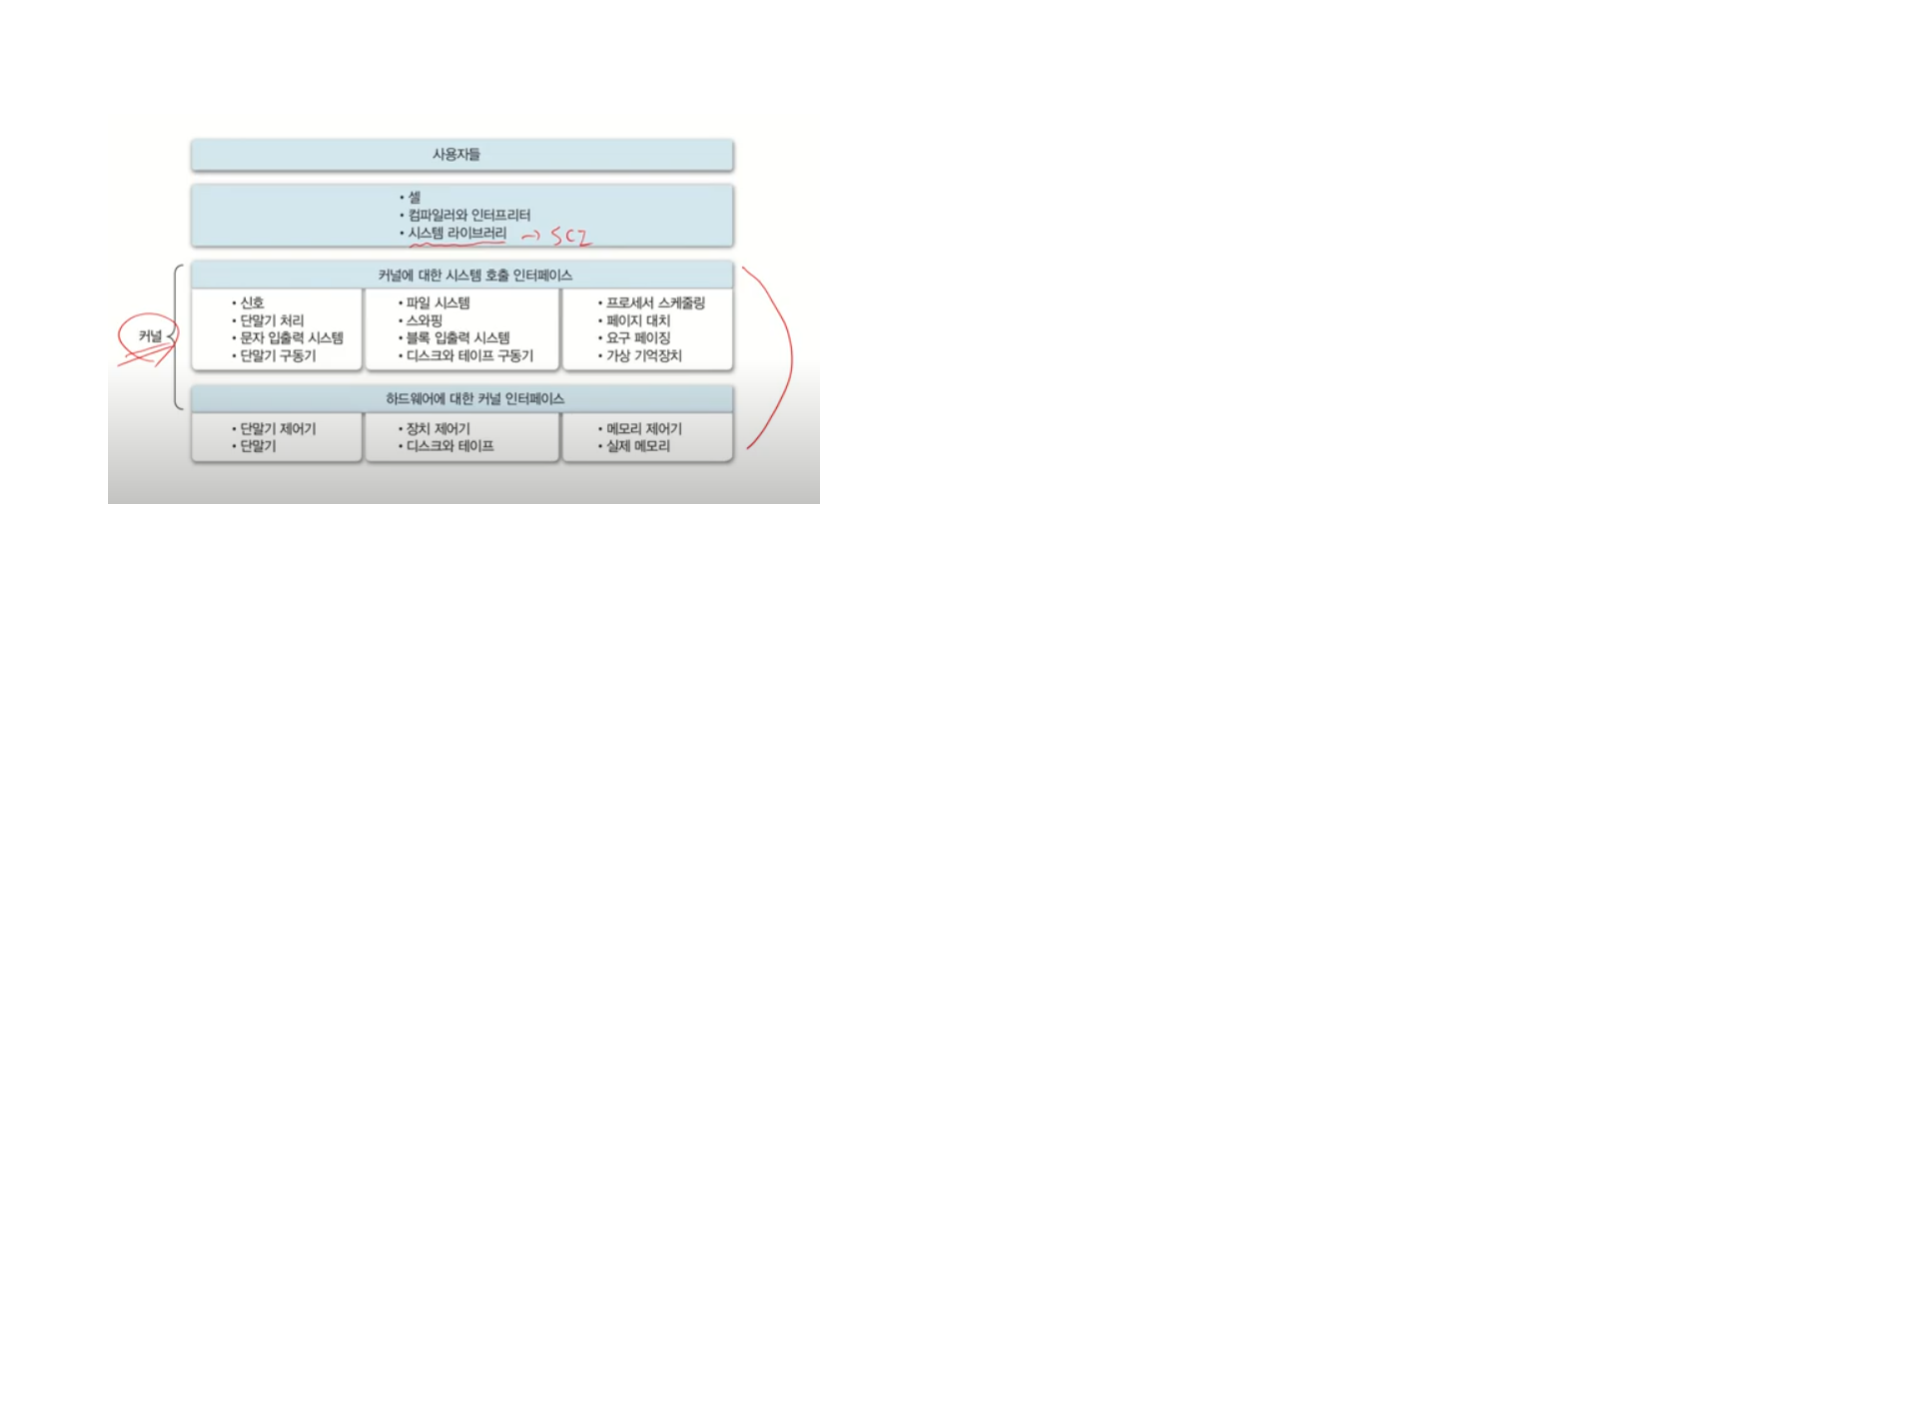 사용자들
• 셸
• 컴파일러와 인터프리터
• 시스템 라이브러리 → SCI
커널에 대한 시스템 호출 인터페이스
• 신호
• 단말기 처리
• 문자 입출력 시스템
• 단말기 구동기
• 파일 시스템
• 스와핑
• 블록 입출력 시스템
• 디스크와 테이프 구동기
• 프로세서 스케줄링
• 페이지 대치
• 요구 페이징
• 가상 기억장치
커널
하드웨어에 대한 커널 인터페이스
• 단말기 제어기
• 단말기
• 장치 제어기
• 디스크와 테이프
• 메모리 제어기
• 실제 메모리